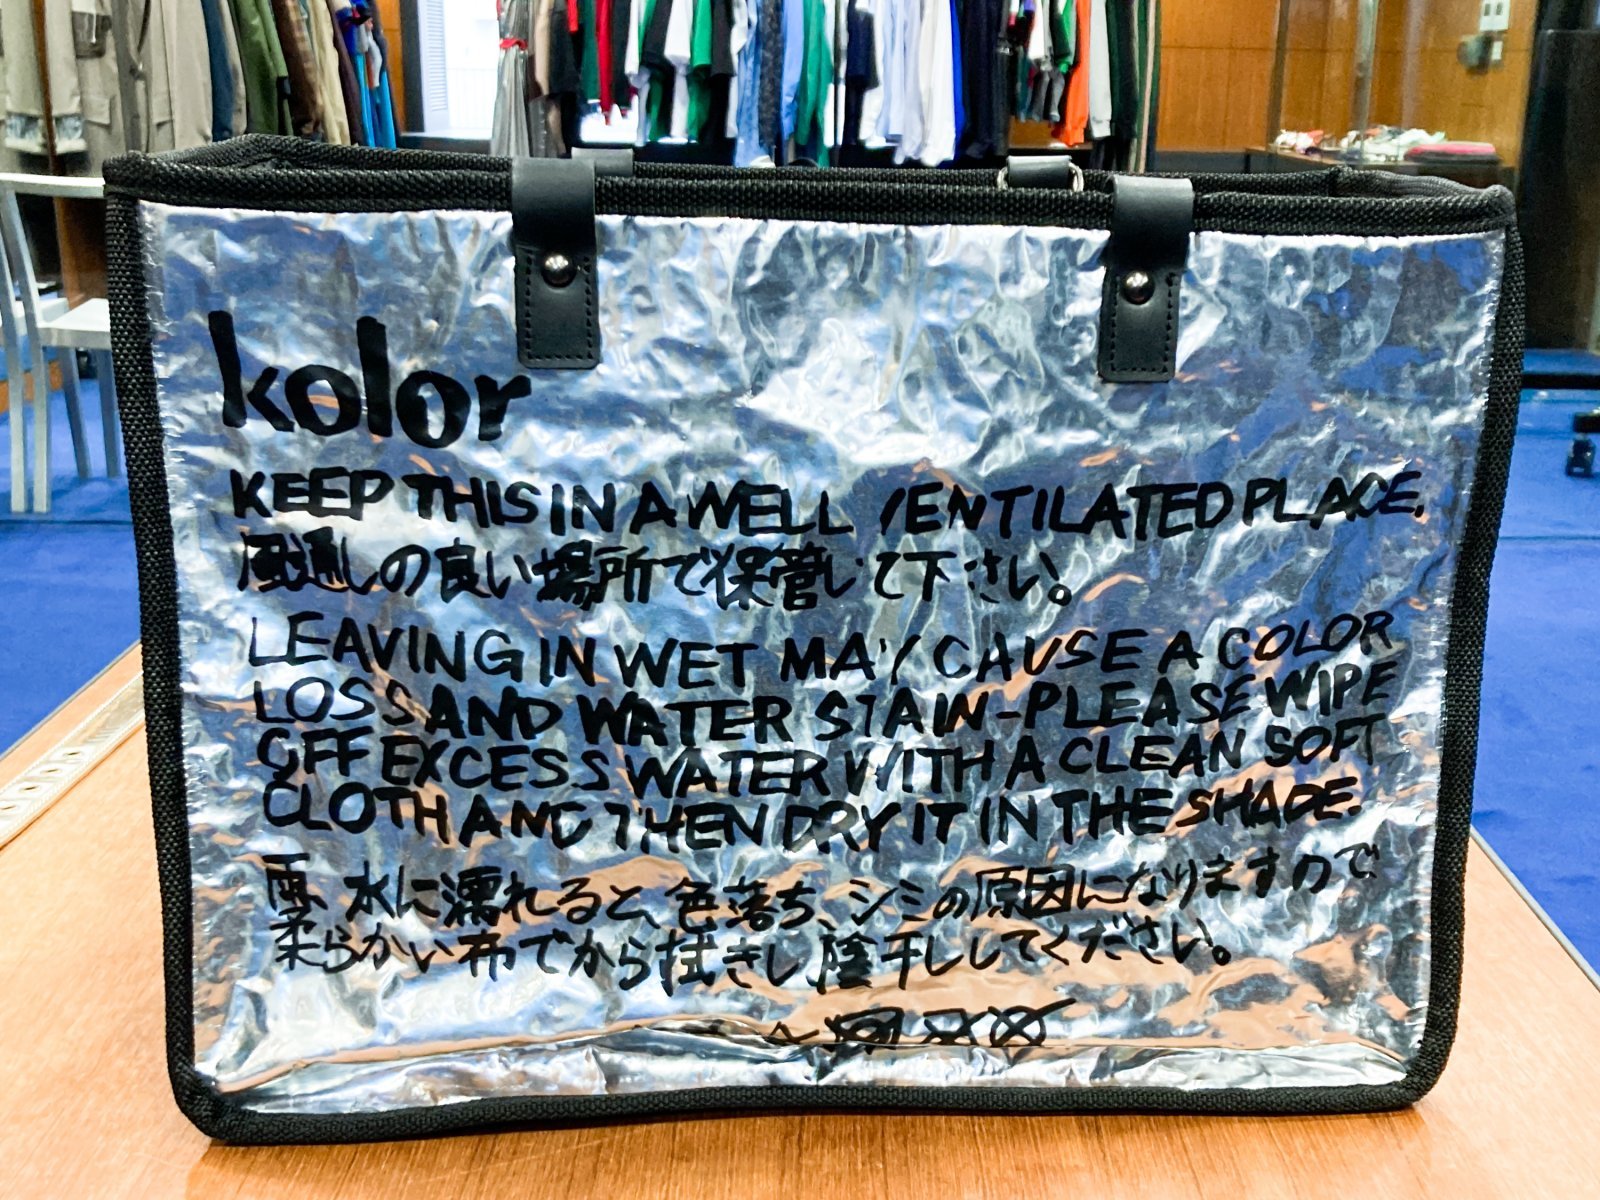 kolor
KEEP THIS IN A WELL VENTILATED PLACE.
風通しの良い場所で保管して下さい。
LEAVING IN WET MAY CAUSE A COLOR
LOSS AND WATER STAIN-PLEASE WIPE
OFF EXCESS WATER WITH A CLEAN SOFT
CLOTH AND THEN DRY IT IN THE SHADE.
雨、水に濡れると、色落ち、シミの原因になりますので
柔らかい布でから拭きし、陰干ししてください。